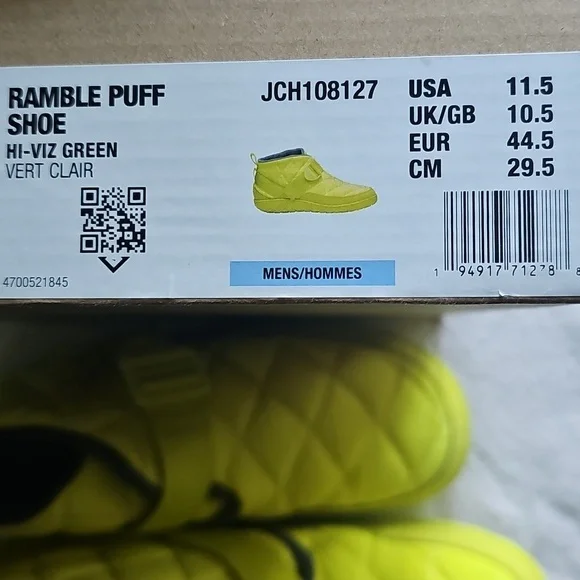 RAMBLE PUFF
SHOE
HI-VIZ GREEN
VERT CLAIR
4700521845
JCH108127
MENS/HOMMES
USA 11.5
UK/GB 10.5
EUR 44.5
CM 29.5
1 94917 71278 8